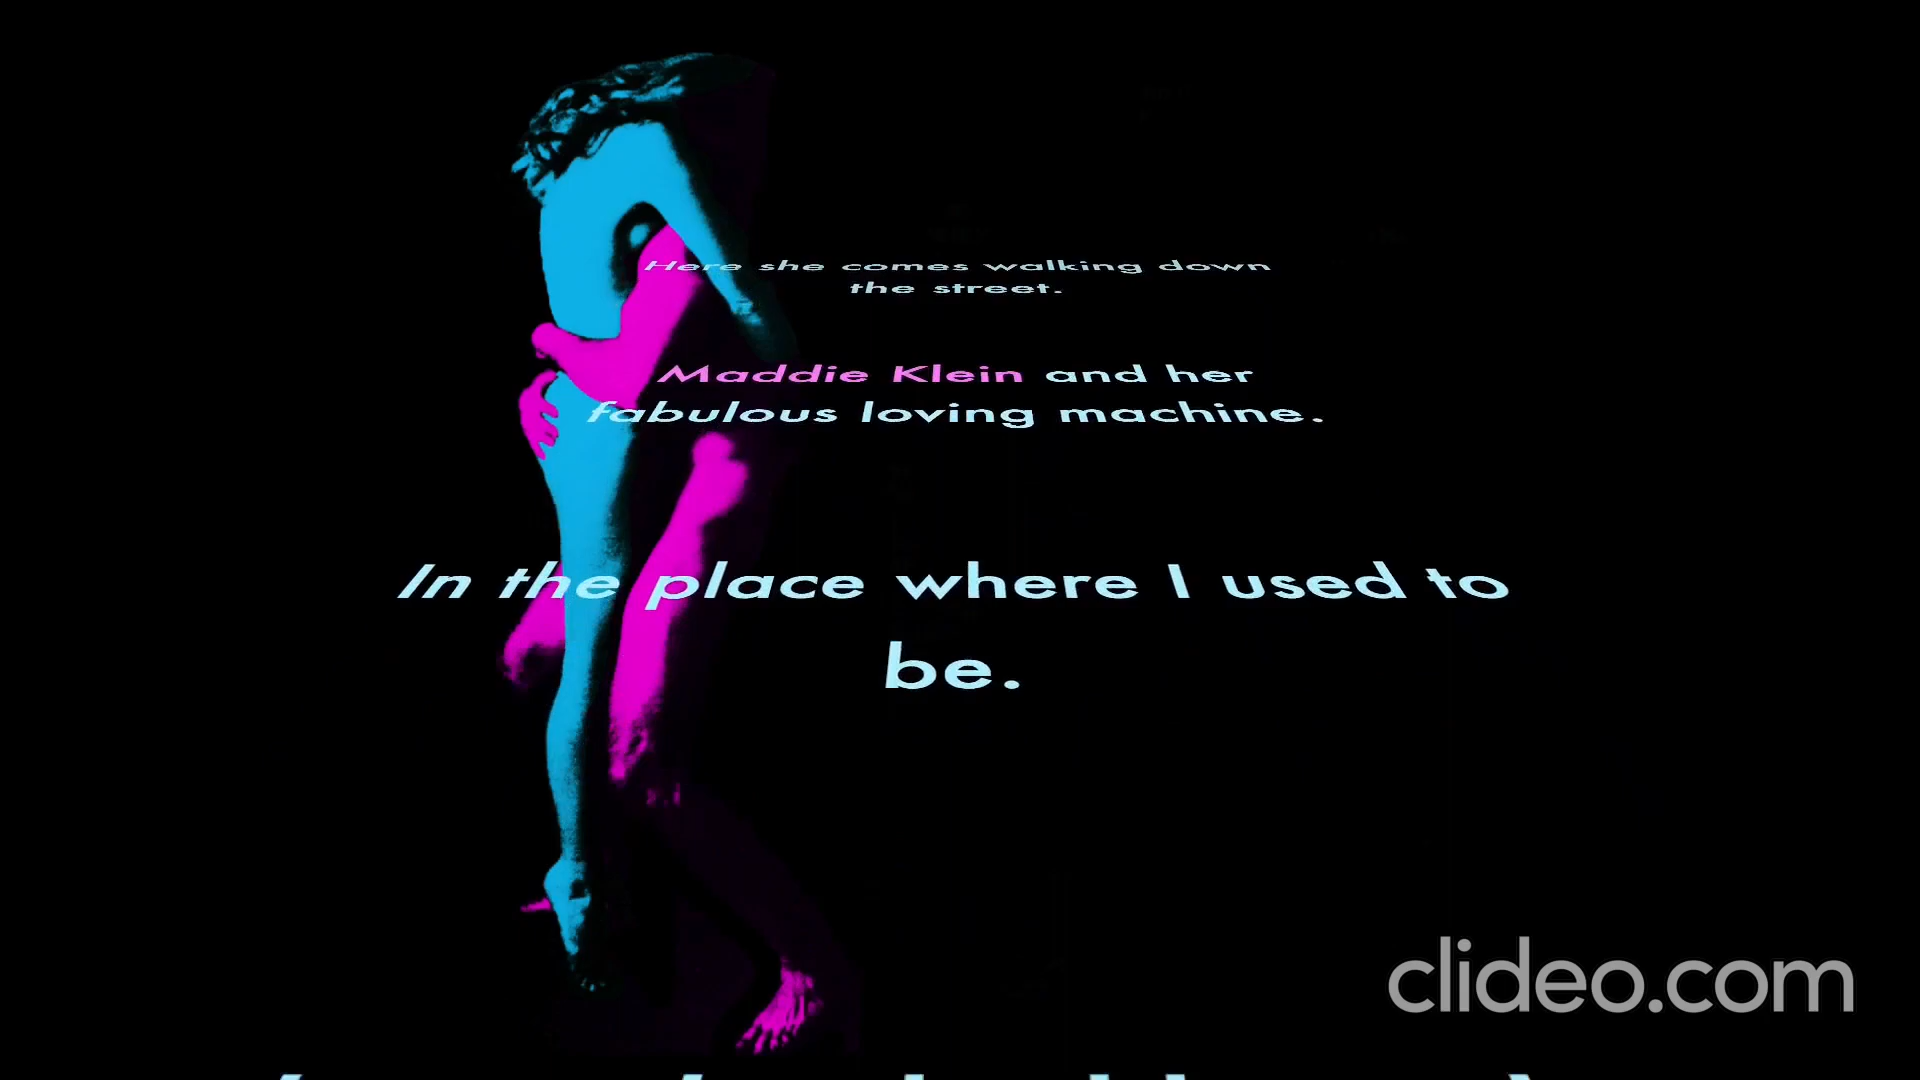 Here she comes walking down
the street.
Maddie Klein and her
fabulous loving machine.
In the place where I used to
be.
clideo.com